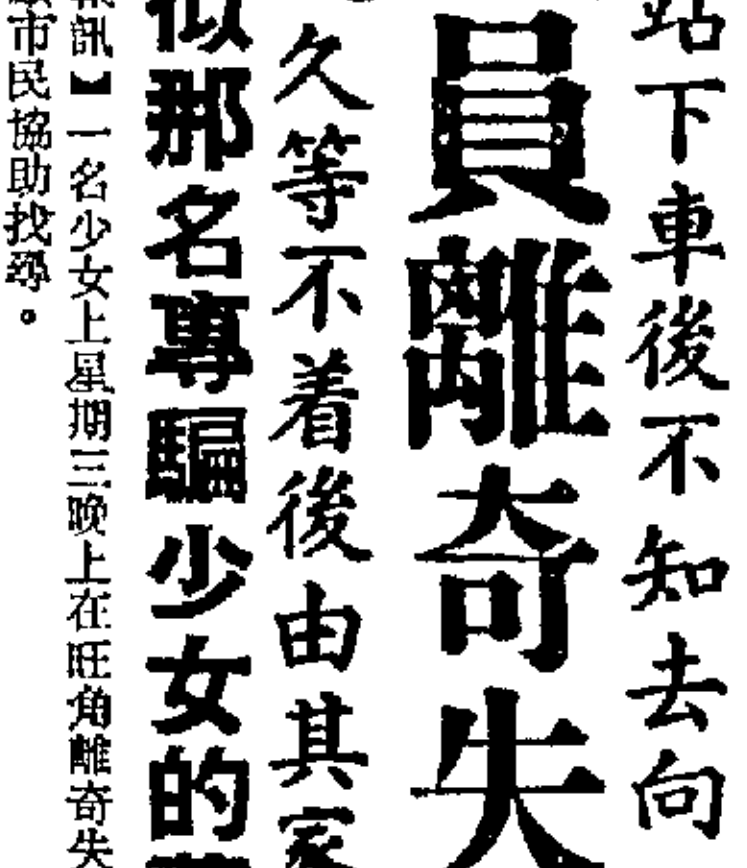 站下車後不知去向
員離奇失
久等不着後由其家
似那名專騙少女的
訊】一名少女上星期三晚上在旺角離奇失
市民協助找尋。